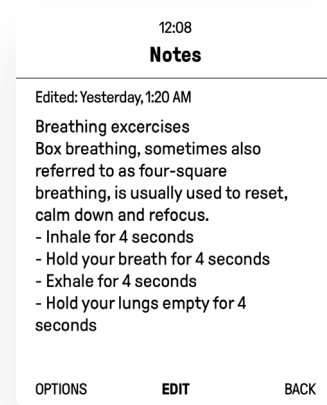 12:08
Notes
Edited: Yesterday, 1:20 AM
Breathing excercises
Box breathing, sometimes also
referred to as four-square
breathing, is usually used to reset,
calm down and refocus.
- Inhale for 4 seconds
- Hold your breath for 4 seconds
- Exhale for 4 seconds
- Hold your lungs empty for 4
seconds
OPTIONS EDIT BACK